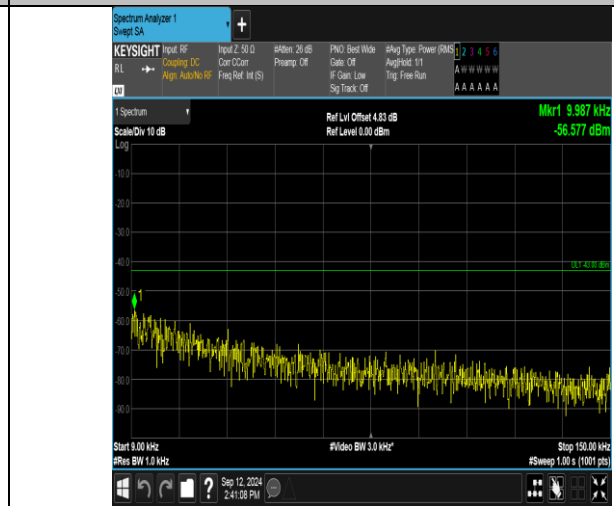 Spectrum Analyzer 1
Swept SA
+
KEYSIGHT Input: RF Input Z: 50 Ω #Atten: 26 dB PNO: Best Wide #Avg Type: Power (RMS 1 2 3 4 5 6
RL Coupling: DC Corr CCorr Preamp: Off Gate: Off Avg|Hold: 1/1 A W W W W W
Align: Auto/No RF Freq Ref: Int (S) IF Gain: Low Trig: Free Run
LXI Sig Track: Off A A A A A A
1 Spectrum Ref Lvl Offset 4.83 dB Mkr1 9.987 kHz
Scale/Div 10 dB Ref Level 0.00 dBm -56.577 dBm
Log
-10.0
-20.0
-30.0
-40.0
DL1 -43.00 dBm
-50.0
1
-60.0
-70.0
-80.0
-90.0
Start 9.00 kHz #Video BW 3.0 kHz* Stop 150.00 kHz
#Res BW 1.0 kHz #Sweep 1.00 s (1001 pts)
? Sep 12, 2024
2:41:08 PM